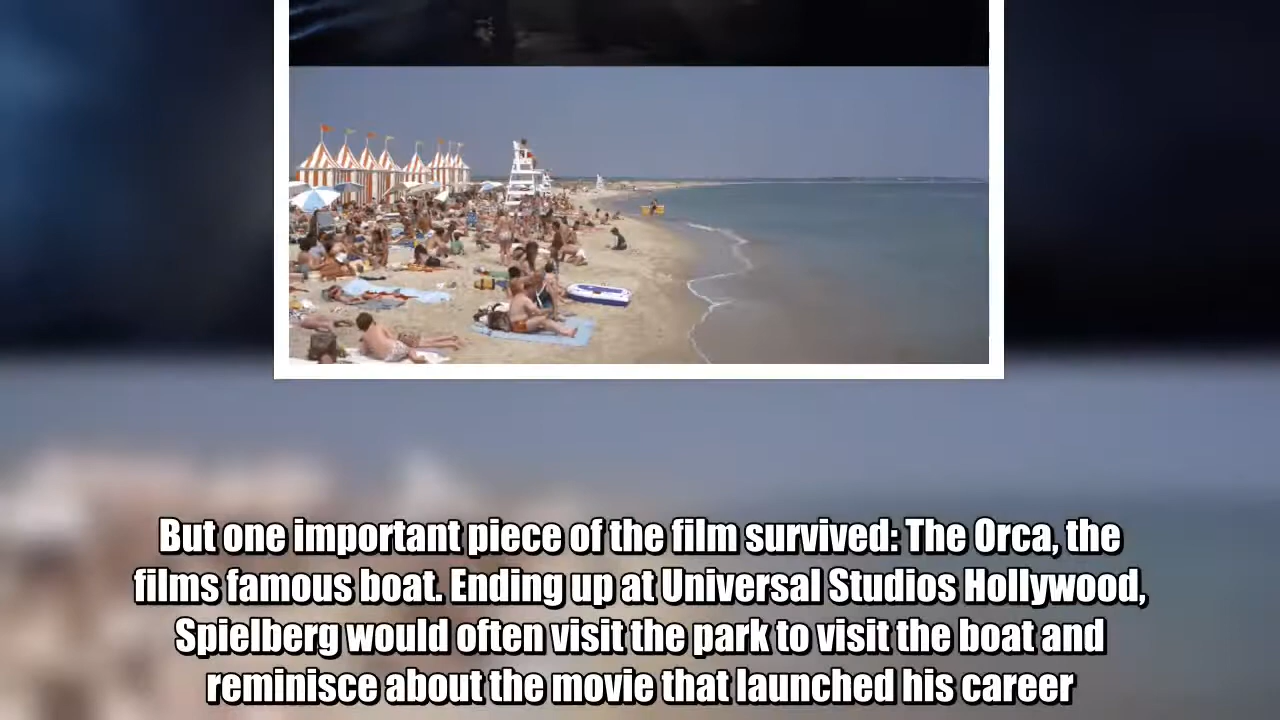 But one important piece of the film survived: The Orca, the
films famous boat. Ending up at Universal Studios Hollywood,
Spielberg would often visit the park to visit the boat and
reminisce about the movie that launched his career